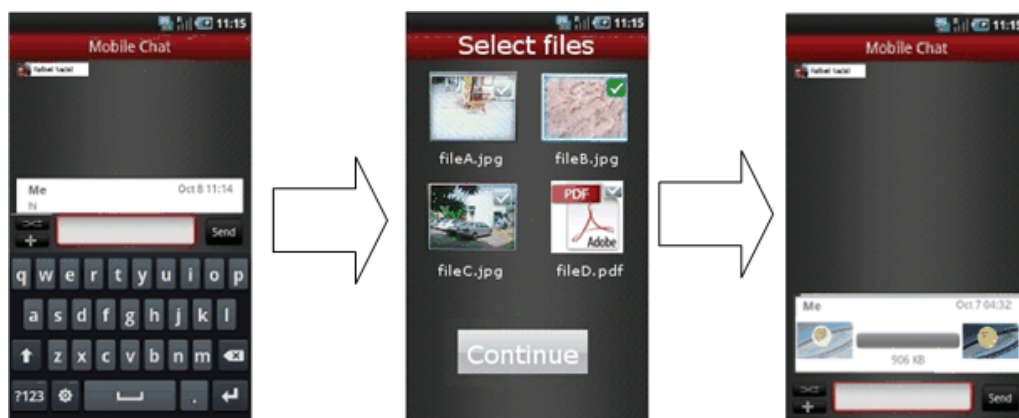 11:15
Mobile Chat
Me Oct 8 11:14
Send
q w e r t y u i o p
a s d f g h j k l
z x c v b n m
?123 .
11:15
Select files
fileA.jpg fileB.jpg
PDF
Adobe
fileC.jpg fileD.pdf
Continue
11:15
Mobile Chat
Me Oct 7 04:32
906 KB
Send